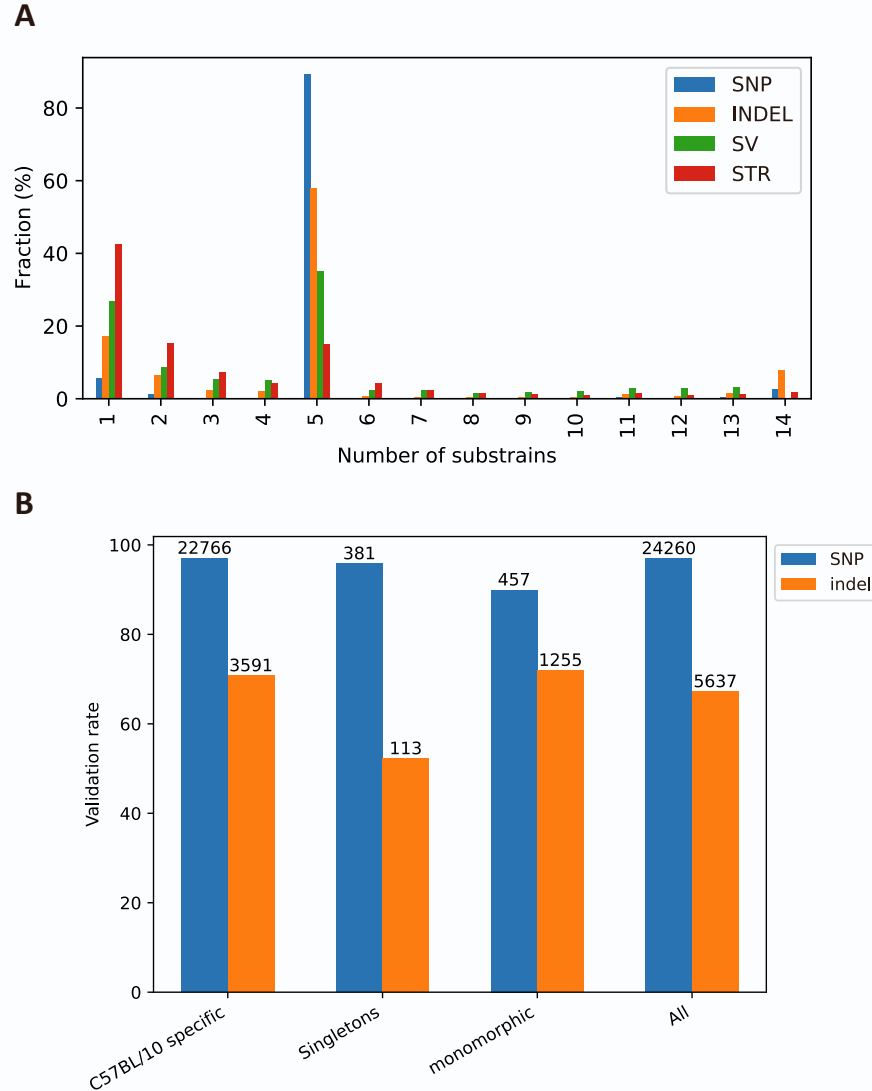 A
SNP
INDEL
SV
STR
Fraction (%)
80
60
40
20
0
1 2 3 4 5 6 7 8 9 10 11 12 13 14
Number of substrains
B
SNP
indel
Validation rate
100
80
60
40
20
0
22766 381 457 24260
3591 113 1255 5637
C57BL/10 specific Singletons monomorphic All